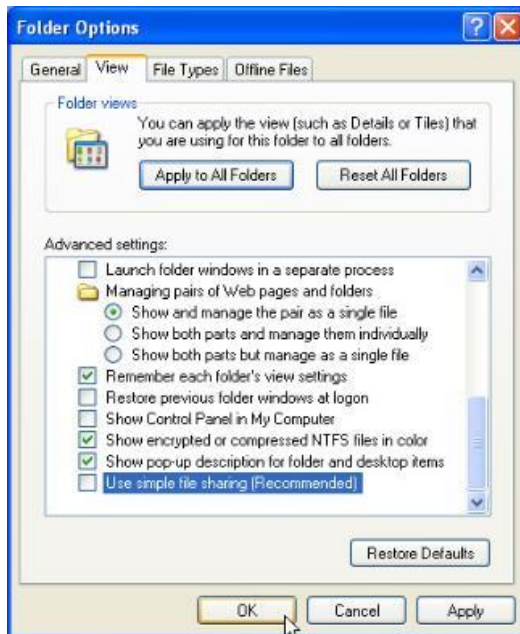 Folder Options
General
View
File Types
Offline Files
Folder views
You can apply the view (such as Details or Tiles) that
you are using for this folder to all folders.
Apply to All Folders
Reset All Folders
Advanced settings:
Launch folder windows in a separate process
Managing pairs of Web pages and folders
Show and manage the pair as a single file
Show both parts and manage them individually
Show both parts but manage as a single file
Remember each folder's view settings
Restore previous folder windows at logon
Show Control Panel in My Computer
Show encrypted or compressed NTFS files in color
Show pop-up description for folder and desktop items
Use simple file sharing (Recommended)
Restore Defaults
OK
Cancel
Apply